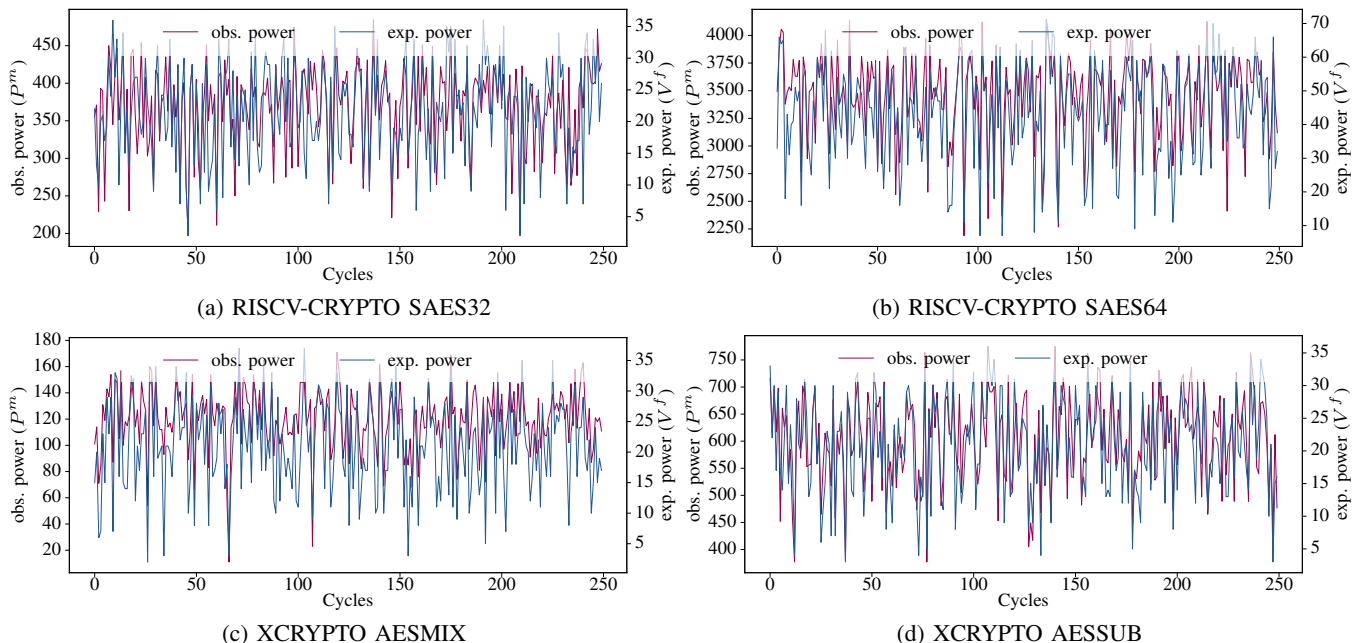 obs. power exp. power
450
400
350
300
250
200
35
30
25
20
15
10
5
0 50 100 150 200 250
Cycles
obs. power (P^m)
exp. power (V^f)
(a) RISCV-CRYPTO SAES32
obs. power exp. power
4000
3750
3500
3250
3000
2750
2500
2250
70
60
50
40
30
20
10
0 50 100 150 200 250
Cycles
obs. power (P^m)
exp. power (V^f)
(b) RISCV-CRYPTO SAES64
obs. power exp. power
180
160
140
120
100
80
60
40
20
35
30
25
20
15
10
5
0 50 100 150 200 250
Cycles
obs. power (P^m)
exp. power (V^f)
(c) XCRYPTO AESMIX
obs. power exp. power
750
700
650
600
550
500
450
400
35
30
25
20
15
10
5
0 50 100 150 200 250
Cycles
obs. power (P^m)
exp. power (V^f)
(d) XCRYPTO AESSUB